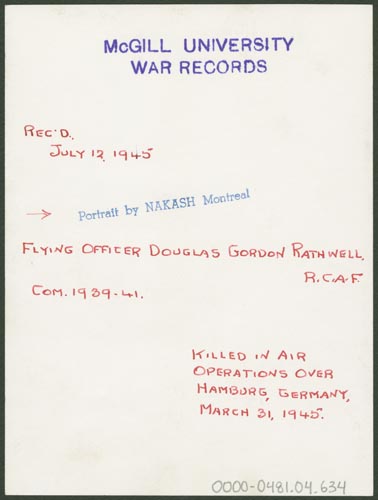 McGILL UNIVERSITY
WAR RECORDS
REC'D.
JULY 12, 1945
Portrait by NAKASH Montreal
FLYING OFFICER DOUGLAS GORDON RATHWELL,
R.C.A.F.
COM. 1939-41.
KILLED IN AIR
OPERATIONS OVER
HAMBURG, GERMANY,
MARCH 31, 1945.
0000-0481.04.634